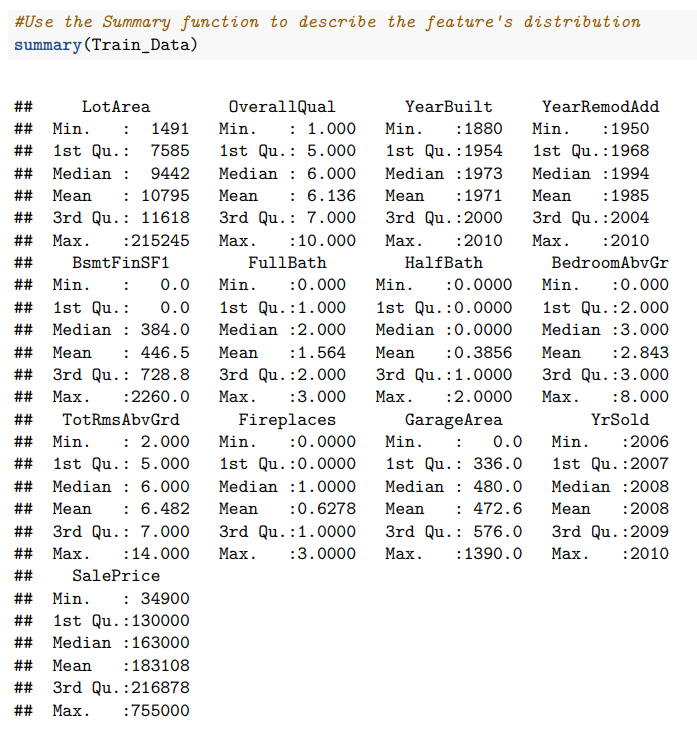 #Use the Summary function to describe the feature's distribution
summary(Train_Data)
##     LotArea        OverallQual       YearBuilt     YearRemodAdd
##  Min.   :  1491   Min.   : 1.000   Min.   :1880   Min.   :1950
##  1st Qu.:  7585   1st Qu.: 5.000   1st Qu.:1954   1st Qu.:1968
##  Median :  9442   Median : 6.000   Median :1973   Median :1994
##  Mean   : 10795   Mean   : 6.136   Mean   :1971   Mean   :1985
##  3rd Qu.: 11618   3rd Qu.: 7.000   3rd Qu.:2000   3rd Qu.:2004
##  Max.   :215245   Max.   :10.000   Max.   :2010   Max.   :2010
##    BsmtFinSF1        FullBath        HalfBath       BedroomAbvGr
##  Min.   :   0.0   Min.   :0.000   Min.   :0.0000   Min.   :0.000
##  1st Qu.:   0.0   1st Qu.:1.000   1st Qu.:0.0000   1st Qu.:2.000
##  Median : 384.0   Median :2.000   Median :0.0000   Median :3.000
##  Mean   : 446.5   Mean   :1.564   Mean   :0.3856   Mean   :2.843
##  3rd Qu.: 728.8   3rd Qu.:2.000   3rd Qu.:1.0000   3rd Qu.:3.000
##  Max.   :2260.0   Max.   :3.000   Max.   :2.0000   Max.   :8.000
##   TotRmsAbvGrd      Fireplaces       GarageArea         YrSold
##  Min.   : 2.000   Min.   :0.0000   Min.   :   0.0   Min.   :2006
##  1st Qu.: 5.000   1st Qu.:0.0000   1st Qu.: 336.0   1st Qu.:2007
##  Median : 6.000   Median :1.0000   Median : 480.0   Median :2008
##  Mean   : 6.482   Mean   :0.6278   Mean   : 472.6   Mean   :2008
##  3rd Qu.: 7.000   3rd Qu.:1.0000   3rd Qu.: 576.0   3rd Qu.:2009
##  Max.   :14.000   Max.   :3.0000   Max.   :1390.0   Max.   :2010
##    SalePrice
##  Min.   : 34900
##  1st Qu.:130000
##  Median :163000
##  Mean   :183108
##  3rd Qu.:216878
##  Max.   :755000